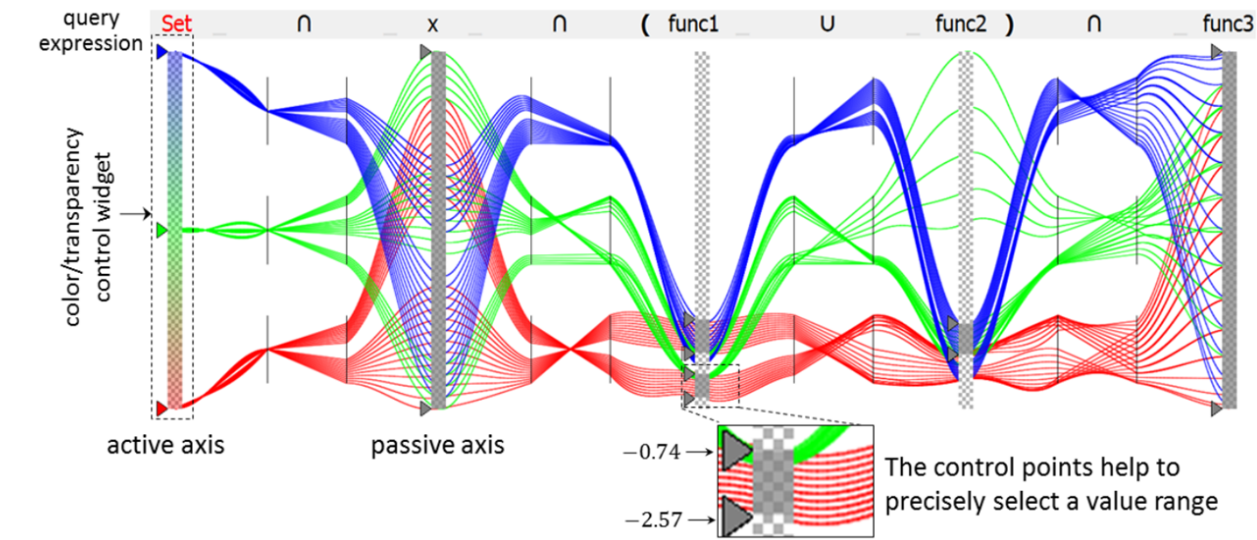 query
expression
Set _ ∩ _ x _ ∩ ( func1 _ ∪ _ func2 ) ∩ _ func3
color/transparency
control widget
active axis
passive axis
−0.74
−2.57
The control points help to
precisely select a value range